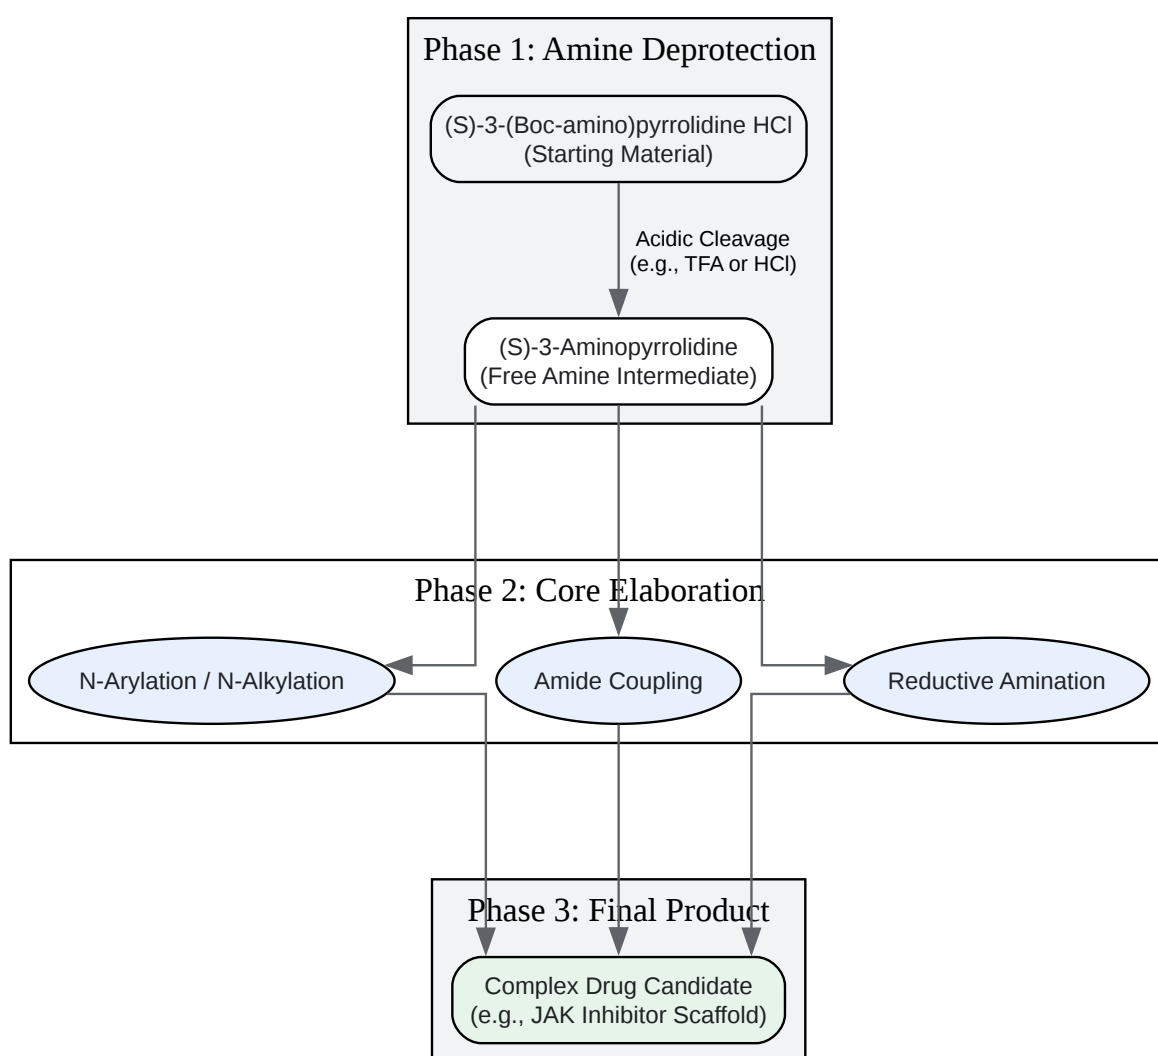 Phase 1: Amine Deprotection
(S)-3-(Boc-amino)pyrrolidine HCl
(Starting Material)
Acidic Cleavage
(e.g., TFA or HCl)
(S)-3-Aminopyrrolidine
(Free Amine Intermediate)
Phase 2: Core Elaboration
N-Arylation / N-Alkylation
Amide Coupling
Reductive Amination
Phase 3: Final Product
Complex Drug Candidate
(e.g., JAK Inhibitor Scaffold)